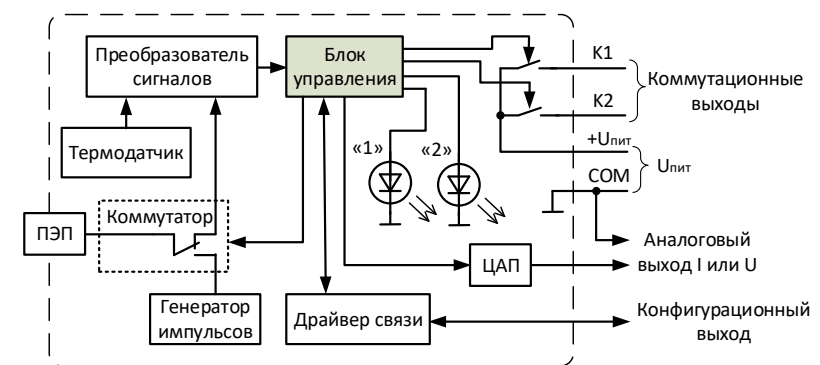 Преобразователь
сигналов
Блок
управления
K1
K2
Коммутационные
выходы
+Uпит
COM
Uпит
Термодатчик
«1»
«2»
ПЭП
Коммутатор
Аналоговый
выход I или U
ЦАП
Генератор
импульсов
Драйвер связи
Конфигурационный
выход